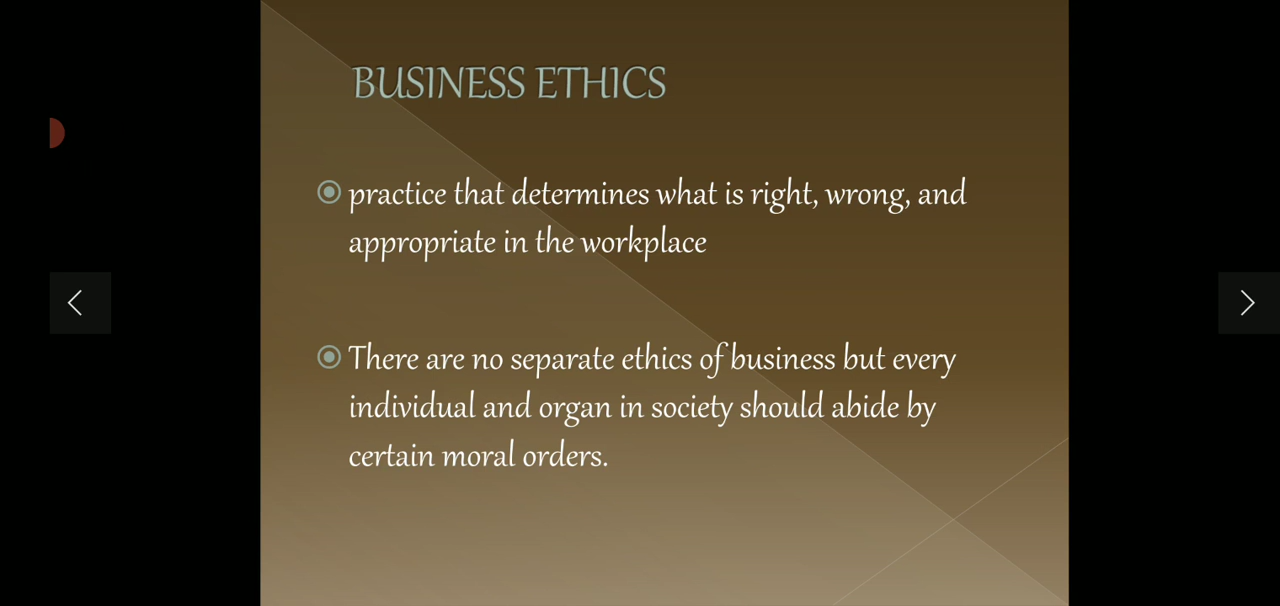 BUSINESS ETHICS
practice that determines what is right, wrong, and
appropriate in the workplace
There are no separate ethics of business but every
individual and organ in society should abide by
certain moral orders.